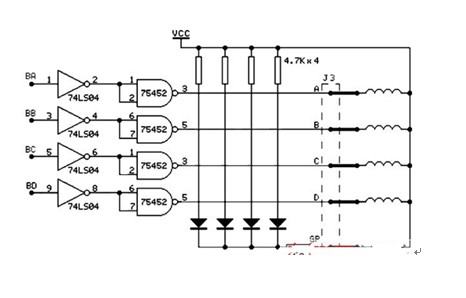 VCC
4.7K×4
J3
BA 1 2 1 2 75452 3 A
74LS04
BB 3 4 6 7 75452 5 B
74LS04
BC 5 6 1 2 75452 3 C
74LS04
BD 9 8 6 7 75452 5 D
74LS04
GP